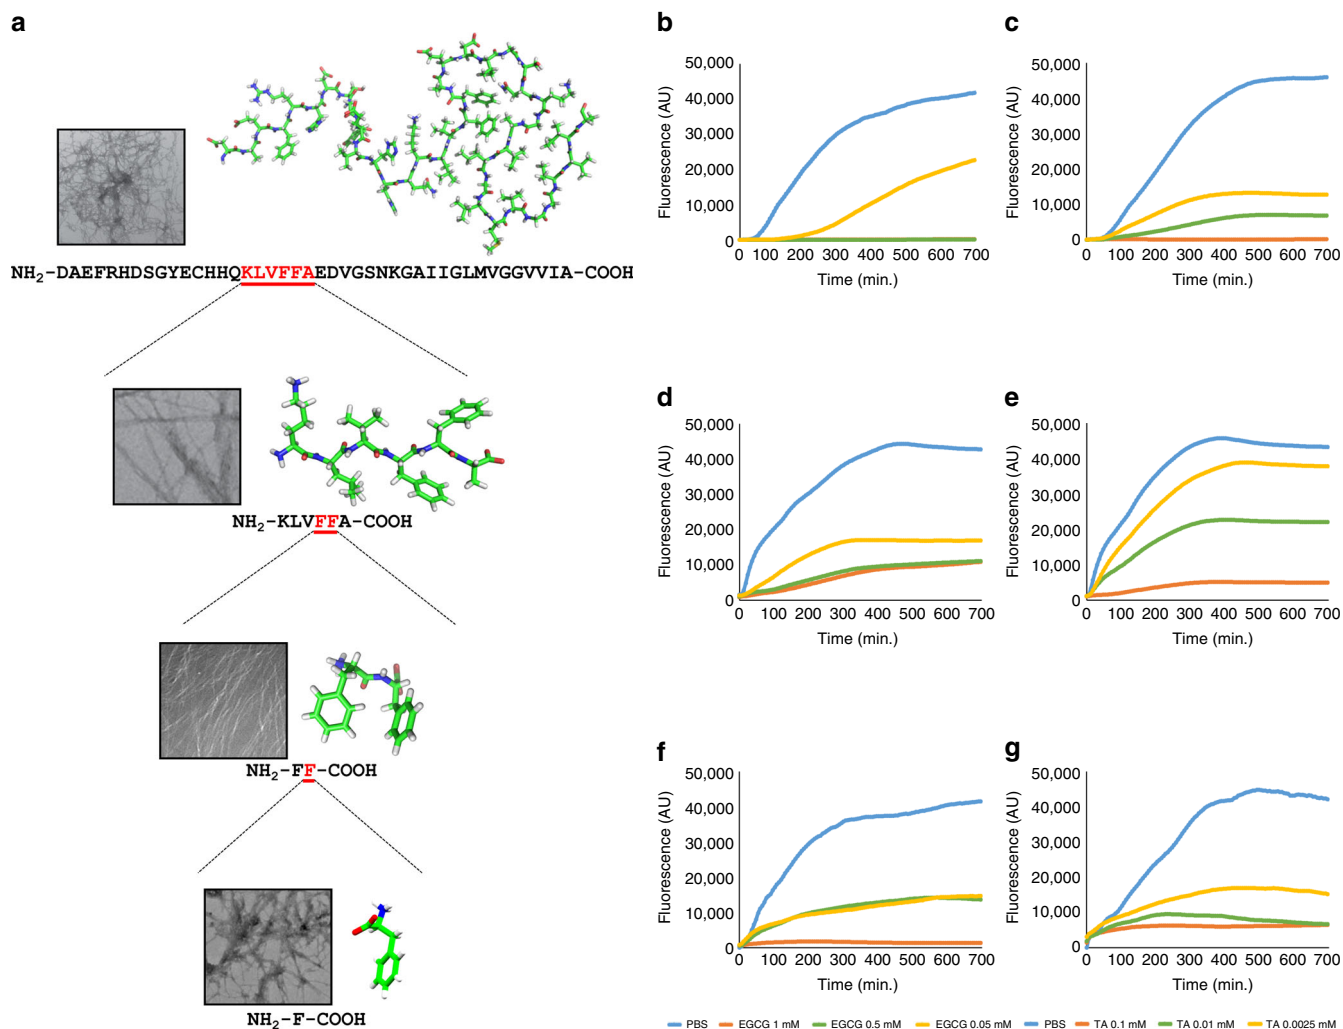 a
NH2-DAEFRHDSGYECHHQKLVFFAEDVGSNKGAIIGLMVGGVVIA-COOH
NH2-KLVFFA-COOH
NH2-FF-COOH
NH2-F-COOH
b
Fluorescence (AU)
50,000
40,000
30,000
20,000
10,000
0
0 100 200 300 400 500 600 700
Time (min.)
c
Fluorescence (AU)
50,000
40,000
30,000
20,000
10,000
0
0 100 200 300 400 500 600 700
Time (min.)
d
Fluorescence (AU)
50,000
40,000
30,000
20,000
10,000
0
0 100 200 300 400 500 600 700
Time (min.)
e
Fluorescence (AU)
50,000
40,000
30,000
20,000
10,000
0
0 100 200 300 400 500 600 700
Time (min.)
f
Fluorescence (AU)
50,000
40,000
30,000
20,000
10,000
0
0 100 200 300 400 500 600 700
Time (min.)
g
Fluorescence (AU)
50,000
40,000
30,000
20,000
10,000
0
0 100 200 300 400 500 600 700
Time (min.)
PBS EGCG 1 mM EGCG 0.5 mM EGCG 0.05 mM PBS TA 0.1 mM TA 0.01 mM TA 0.0025 mM